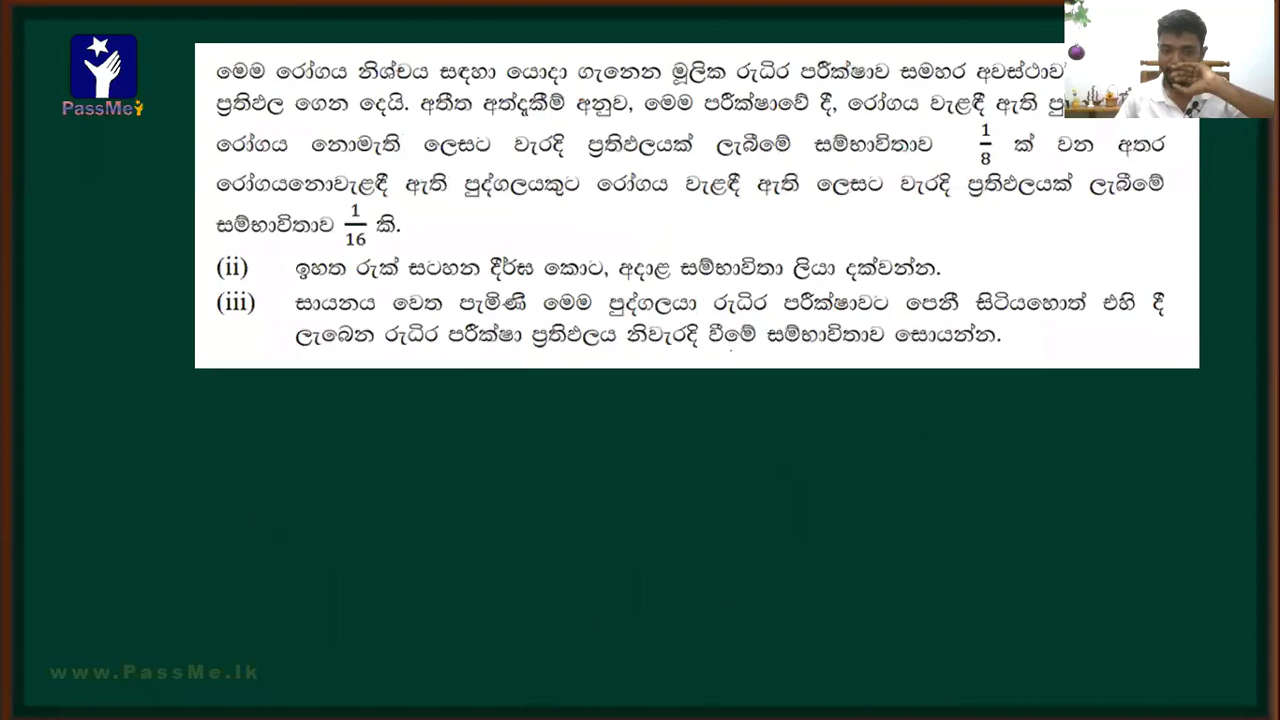 PassMe
මෙම රෝගය නිශ්චය සඳහා යොදා ගැනෙන මූලික රුධිර පරීක්ෂාව සමහර
ප්‍රතිඵල ගෙන දෙයි. අතීත අත්දැකීම් අනුව, මෙම පරීක්ෂාවේ දී, රෝගය වැළඳී ඇති
රෝගය නොමැති ලෙසට වැරදි ප්‍රතිඵලයක් ලැබීමේ සම්භාවිතාව 1/8 ක් වන අතර
රෝගයනොවැළඳී ඇති පුද්ගලයකුට රෝගය වැළඳී ඇති ලෙසට වැරදි ප්‍රතිඵලයක් ලැබීමේ
සම්භාවිතාව 1/16 කි.
(ii) ඉහත රුක් සටහන දීර්ඝ කොට, අදාළ සම්භාවිතා ලියා දක්වන්න.
(iii) සායනය වෙත පැමිණි මෙම පුද්ගලයා රුධිර පරීක්ෂාවට පෙනී සිටියහොත් එහි දී
ලැබෙන රුධිර පරීක්ෂා ප්‍රතිඵලය නිවැරදි වීමේ සම්භාවිතාව සොයන්න.
www.PassMe.lk